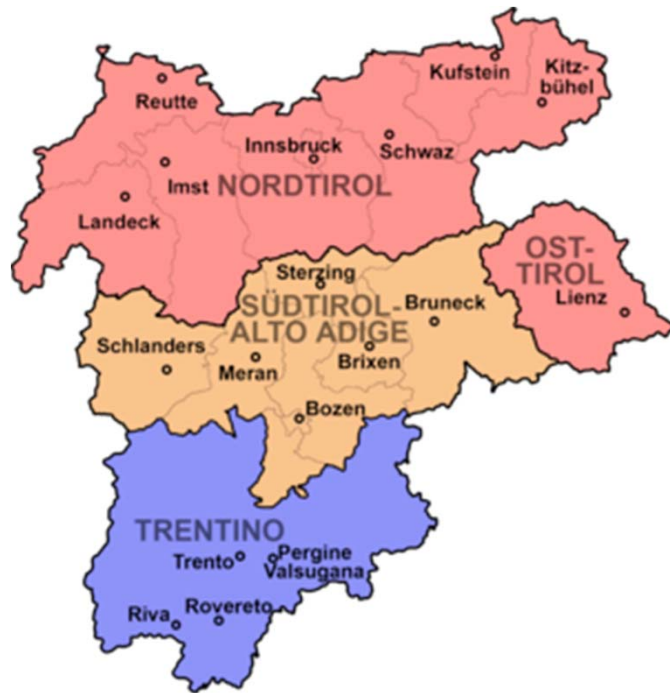 Kufstein
Kitz-
bühel
Reutte
Innsbruck
Schwaz
Imst
NORDTIROL
Landeck
OST-
TIROL
Sterzing
Lienz
SÜDTIROL-
ALTO ADIGE
Bruneck
Schlanders
Meran
Brixen
Bozen
TRENTINO
Trento
Pergine
Valsugana
Riva
Rovereto